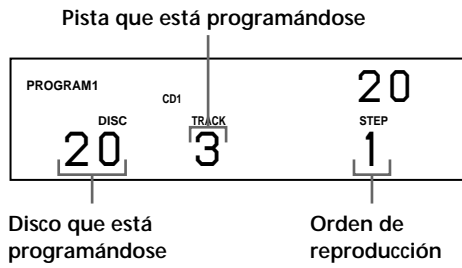 Pista que está programándose
PROGRAM1
CD1
20
DISC TRACK STEP
20 3 1
Disco que está
programándose
Orden de
reproducción